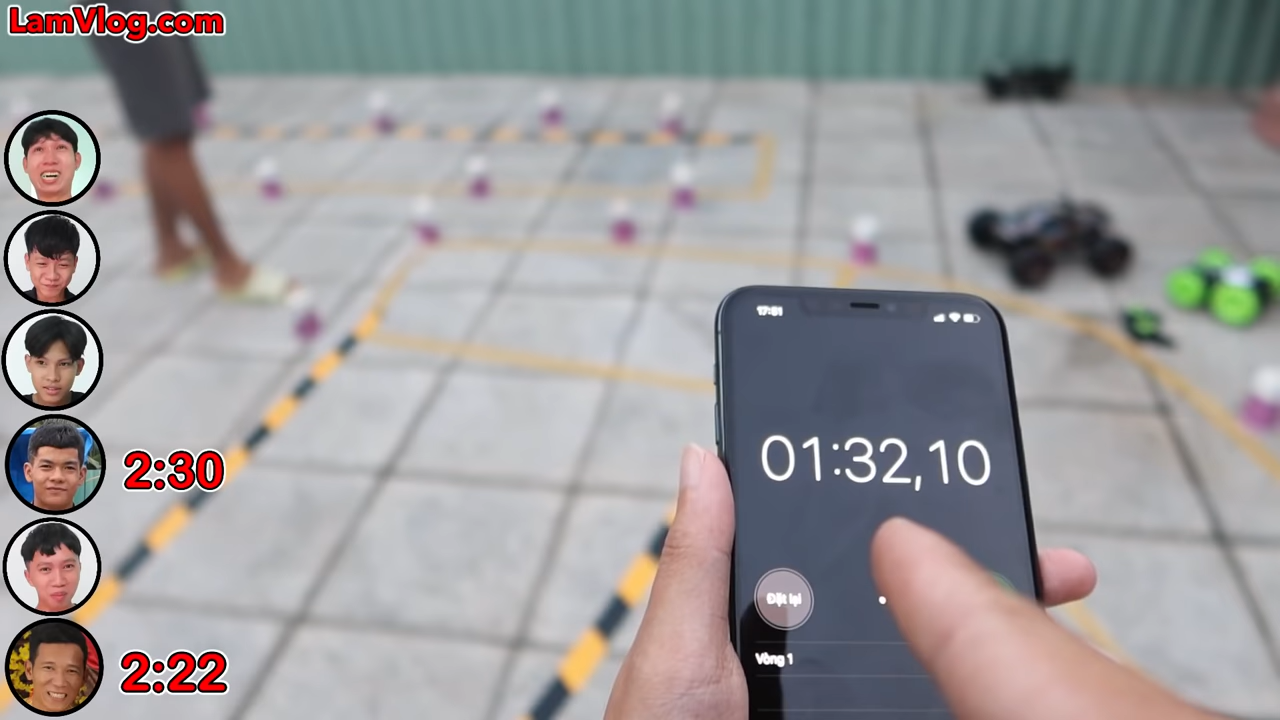 LamVlog.com
17:51
01:32,10
2:30
Đặt lại
Vòng 1
2:22